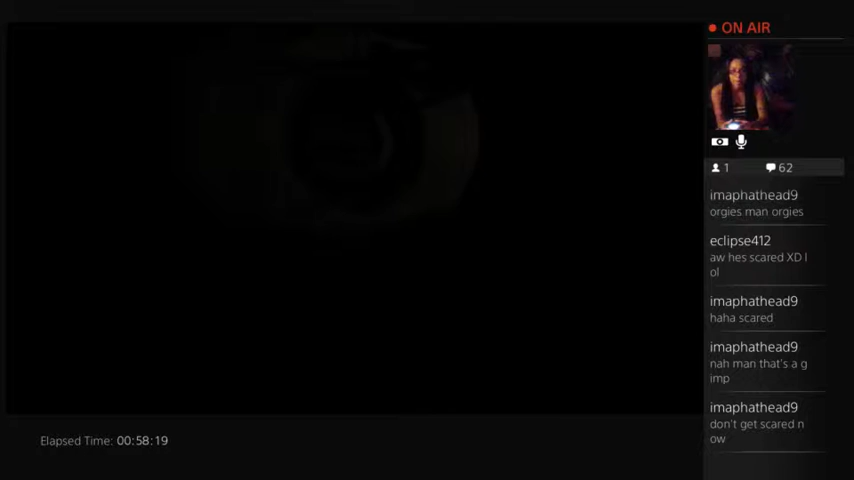 ON AIR
1 62
imaphathead9
orgies man orgies
eclipse412
aw hes scared XD l
ol
imaphathead9
haha scared
imaphathead9
nah man that's a g
imp
imaphathead9
don't get scared n
ow
Elapsed Time: 00:58:19